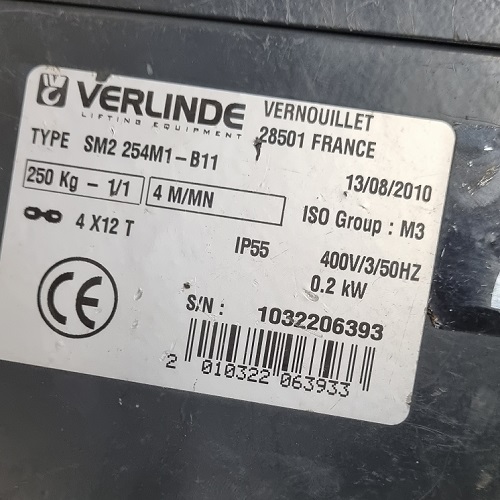 VERLINDE
LIFTING EQUIPMENT
VERNOUILLET
28501 FRANCE
TYPE SM2 254M1-B11
13/08/2010
250 Kg - 1/1
4 M/MN
ISO Group : M3
4 X12 T
IP55
400V/3/50HZ
0.2 kW
CE
S/N : 1032206393
2 010322 063933